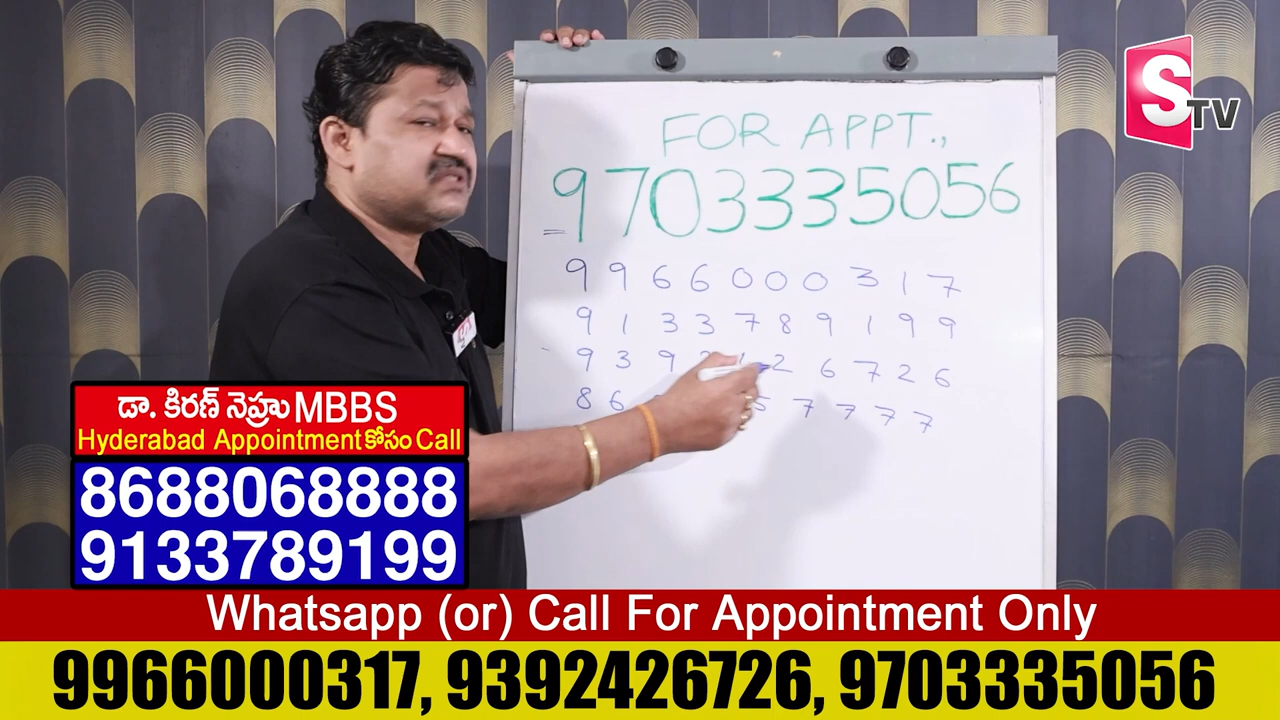 S TV
FOR APPT.,
9703335056
9966000317
9133789199
డా. కిరణ్ నెహ్రు MBBS
Hyderabad Appointment కోసం Call
8688068888
9133789199
Whatsapp (or) Call For Appointment Only
9966000317, 9392426726, 9703335056